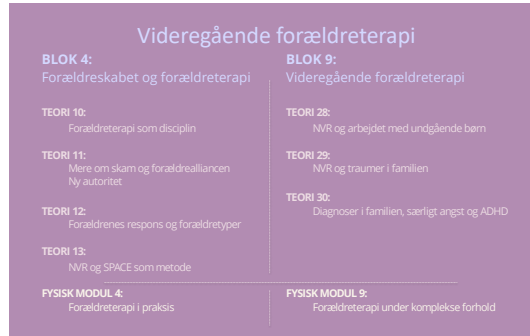 Videregående forældreterapi
BLOK 4:
Forældreskabet og forældreterapi
TEORI 10:
Forældreterapi som disciplin
TEORI 11:
Mere om skam og forældrealliancen
Ny autoritet
TEORI 12:
Forældrenes respons og forældretyper
TEORI 13:
NVR og SPACE som metode
FYSISK MODUL 4:
Forældreterapi i praksis
BLOK 9:
Videregående forældreterapi
TEORI 28:
NVR og arbejdet med undgående børn
TEORI 29:
NVR og traumer i familien
TEORI 30:
Diagnoser i familien, særligt angst og ADHD
FYSISK MODUL 9:
Forældreterapi under komplekse forhold